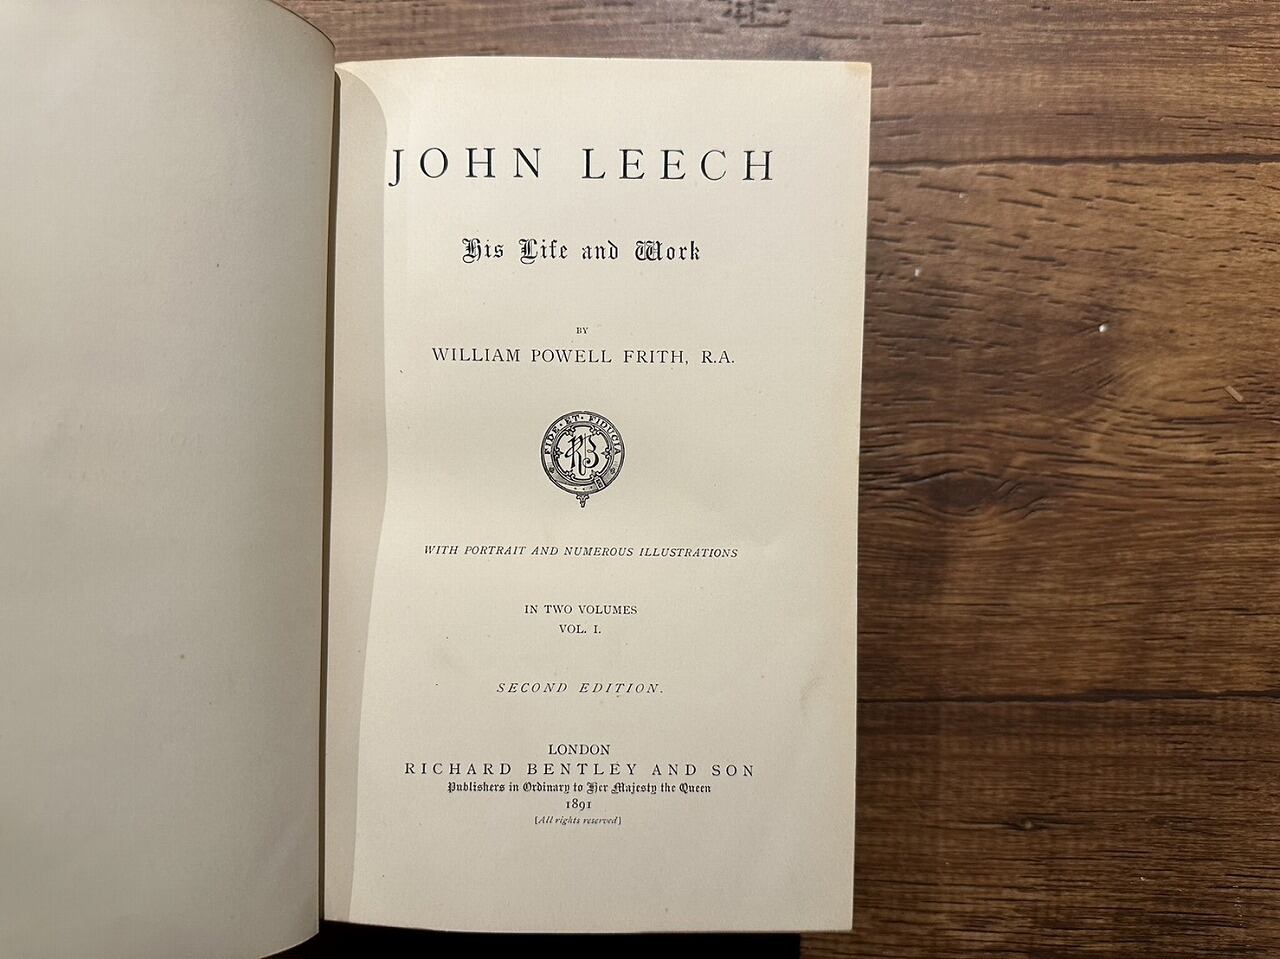 JOHN LEECH
His Life and Work
BY
WILLIAM POWELL FRITH, R.A.
FIDE · ET · FIDUCIA
RB
WITH PORTRAIT AND NUMEROUS ILLUSTRATIONS
IN TWO VOLUMES
VOL. I.
SECOND EDITION.
LONDON
RICHARD BENTLEY AND SON
Publishers in Ordinary to Her Majesty the Queen
1891
[All rights reserved]